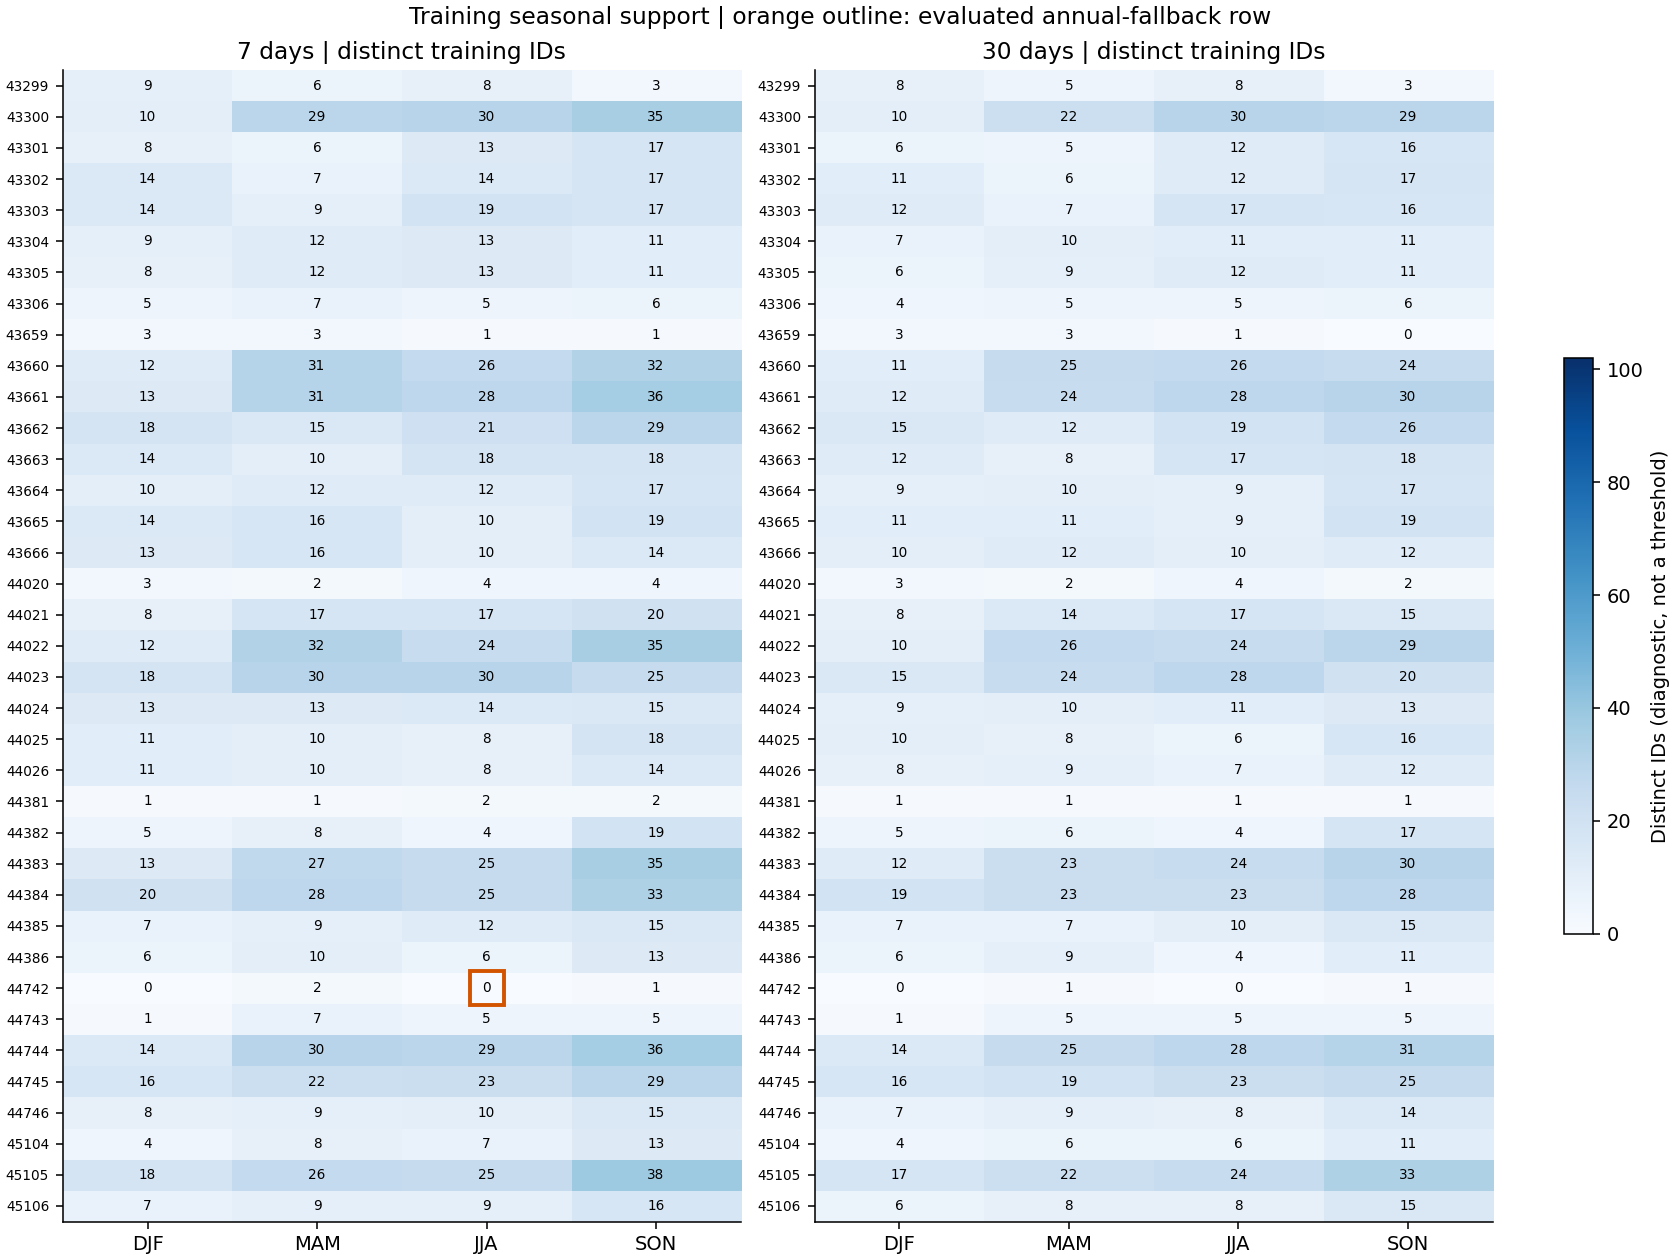 Training seasonal support | orange outline: evaluated annual-fallback row
7 days | distinct training IDs
43299 9 6 8 3
43300 10 29 30 35
43301 8 6 13 17
43302 14 7 14 17
43303 14 9 19 17
43304 9 12 13 11
43305 8 12 13 11
43306 5 7 5 6
43659 3 3 1 1
43660 12 31 26 32
43661 13 31 28 36
43662 18 15 21 29
43663 14 10 18 18
43664 10 12 12 17
43665 14 16 10 19
43666 13 16 10 14
44020 3 2 4 4
44021 8 17 17 20
44022 12 32 24 35
44023 18 30 30 25
44024 13 13 14 15
44025 11 10 8 18
44026 11 10 8 14
44381 1 1 2 2
44382 5 8 4 19
44383 13 27 25 35
44384 20 28 25 33
44385 7 9 12 15
44386 6 10 6 13
44742 0 2 0 1
44743 1 7 5 5
44744 14 30 29 36
44745 16 22 23 29
44746 8 9 10 15
45104 4 8 7 13
45105 18 26 25 38
45106 7 9 9 16
DJF MAM JJA SON
30 days | distinct training IDs
43299 8 5 8 3
43300 10 22 30 29
43301 6 5 12 16
43302 11 6 12 17
43303 12 7 17 16
43304 7 10 11 11
43305 6 9 12 11
43306 4 5 5 6
43659 3 3 1 0
43660 11 25 26 24
43661 12 24 28 30
43662 15 12 19 26
43663 12 8 17 18
43664 9 10 9 17
43665 11 11 9 19
43666 10 12 10 12
44020 3 2 4 2
44021 8 14 17 15
44022 10 26 24 29
44023 15 24 28 20
44024 9 10 11 13
44025 10 8 6 16
44026 8 9 7 12
44381 1 1 1 1
44382 5 6 4 17
44383 12 23 24 30
44384 19 23 23 28
44385 7 7 10 15
44386 6 9 4 11
44742 0 1 0 1
44743 1 5 5 5
44744 14 25 28 31
44745 16 19 23 25
44746 7 9 8 14
45104 4 6 6 11
45105 17 22 24 33
45106 6 8 8 15
DJF MAM JJA SON
100
80
60
40
20
0
Distinct IDs (diagnostic, not a threshold)